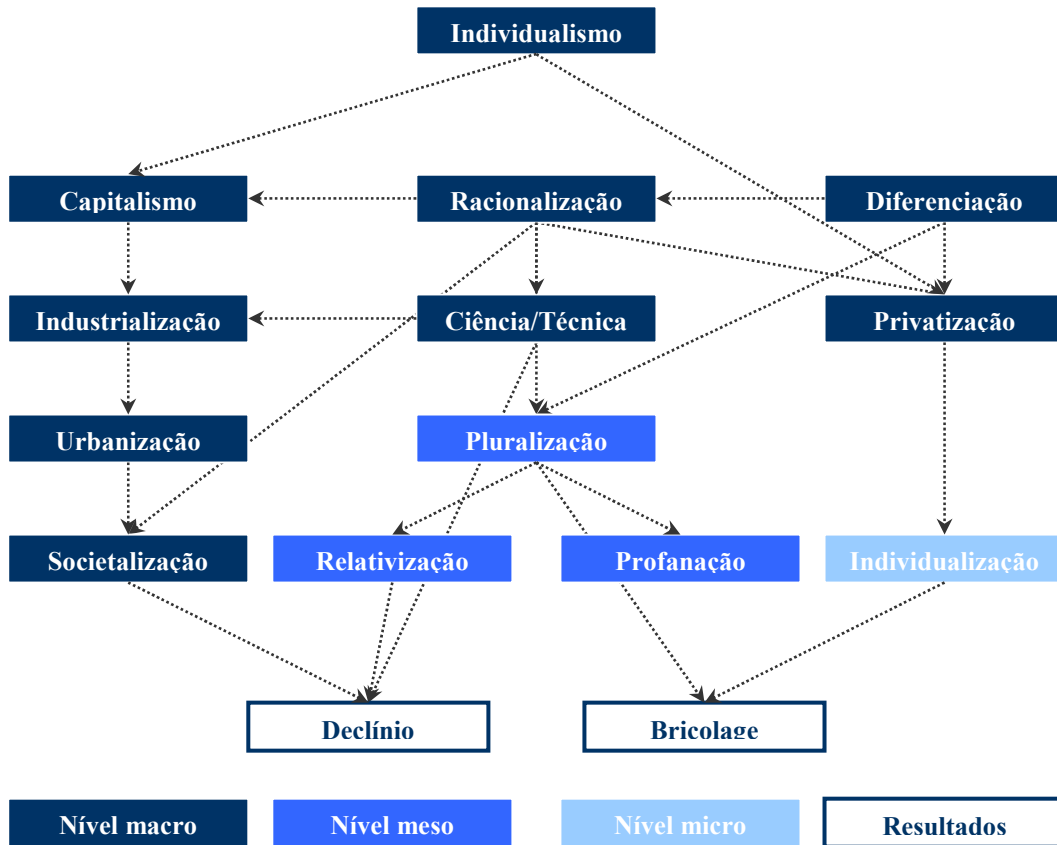 Individualismo
Capitalismo
Racionalização
Diferenciação
Industrialização
Ciência/Técnica
Privatização
Urbanização
Pluralização
Societalização
Relativização
Profanação
Individualização
Declínio
Bricolage
Nível macro
Nível meso
Nível micro
Resultados